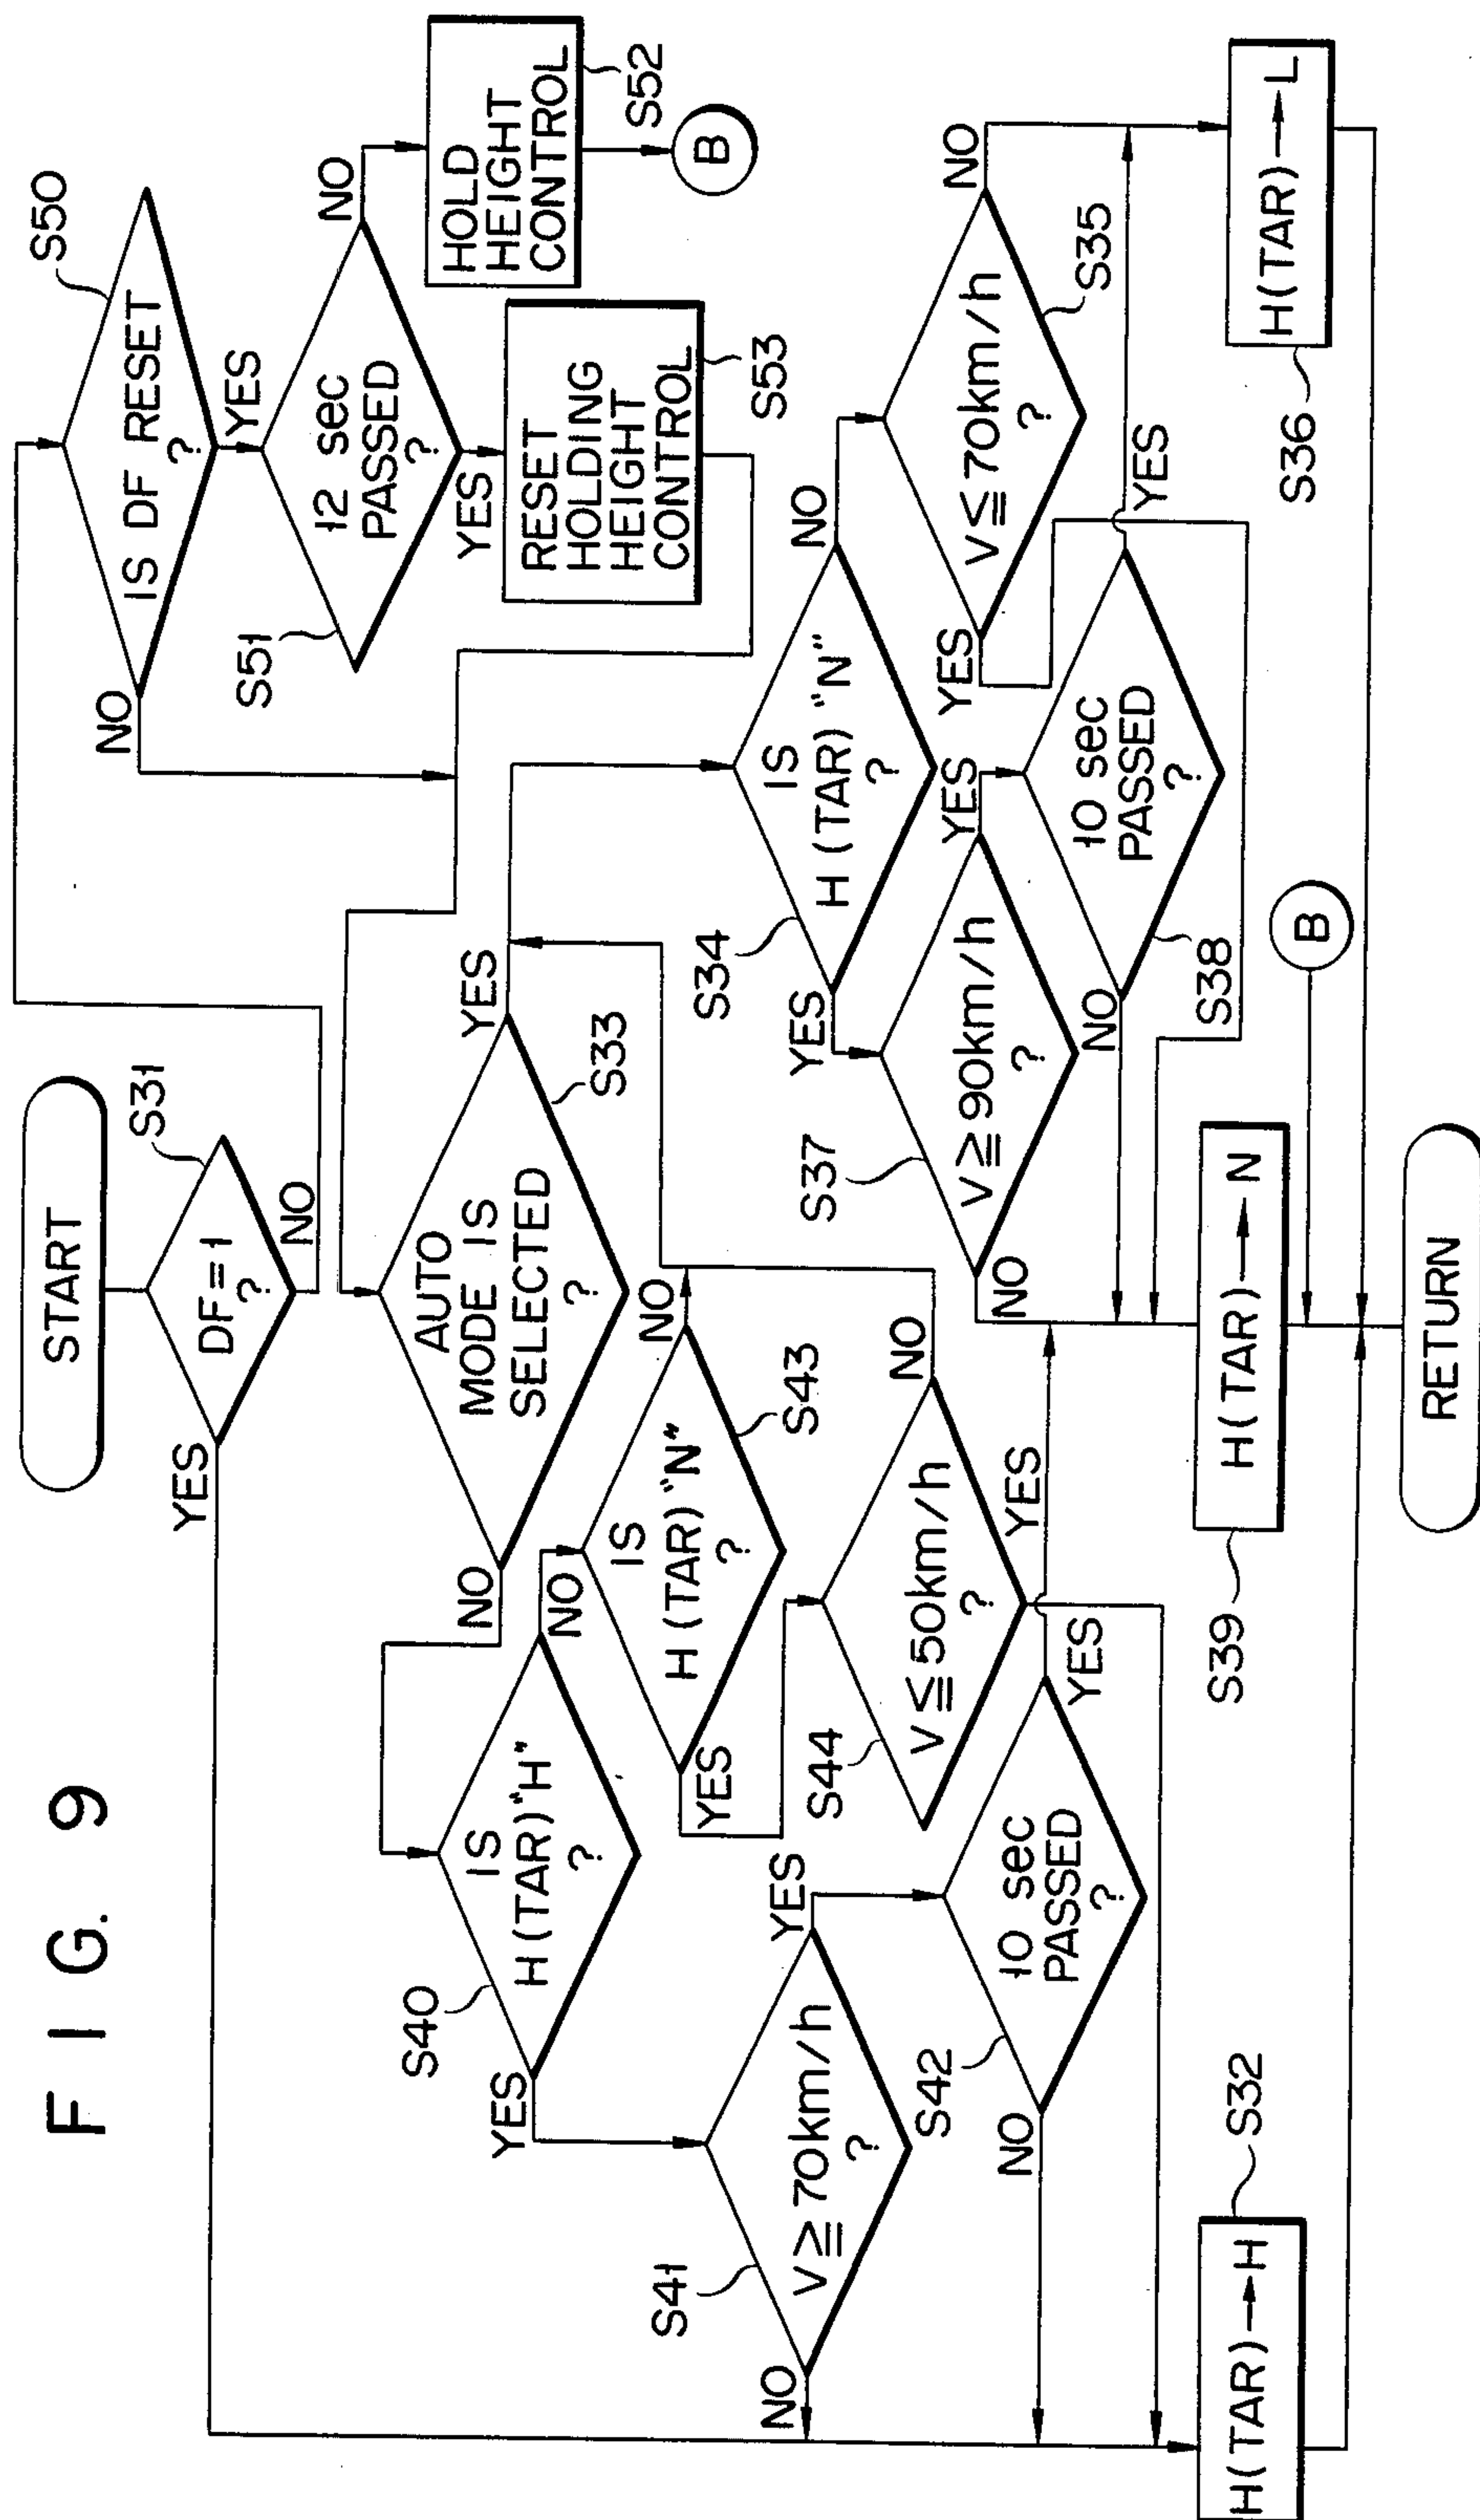 FIG. 9
START
S31
DF=1
?
YES
NO
S50
IS DF RESET
?
NO
YES
S51
12 sec
PASSED
?
NO
YES
HOLD
HEIGHT
CONTROL
S52
B
RESET
HOLDING
HEIGHT
CONTROL
S53
AUTO
MODE IS
SELECTED
?
S33
YES
NO
S40
IS
H(TAR)"H"
?
YES
NO
IS
H(TAR)"N"
?
S43
NO
YES
S34
IS
H(TAR)"N"
?
YES
NO
S41
V≧70km/h
?
NO
YES
S44
V≦50km/h
?
NO
YES
S37
V≧90km/h
?
NO
YES
V≦70km/h
?
S35
YES
NO
S42
10 sec
PASSED
?
NO
YES
10 sec
PASSED
?
S38
NO
YES
B
H(TAR)→H
S32
H(TAR)→N
S39
H(TAR)→L
S36
RETURN